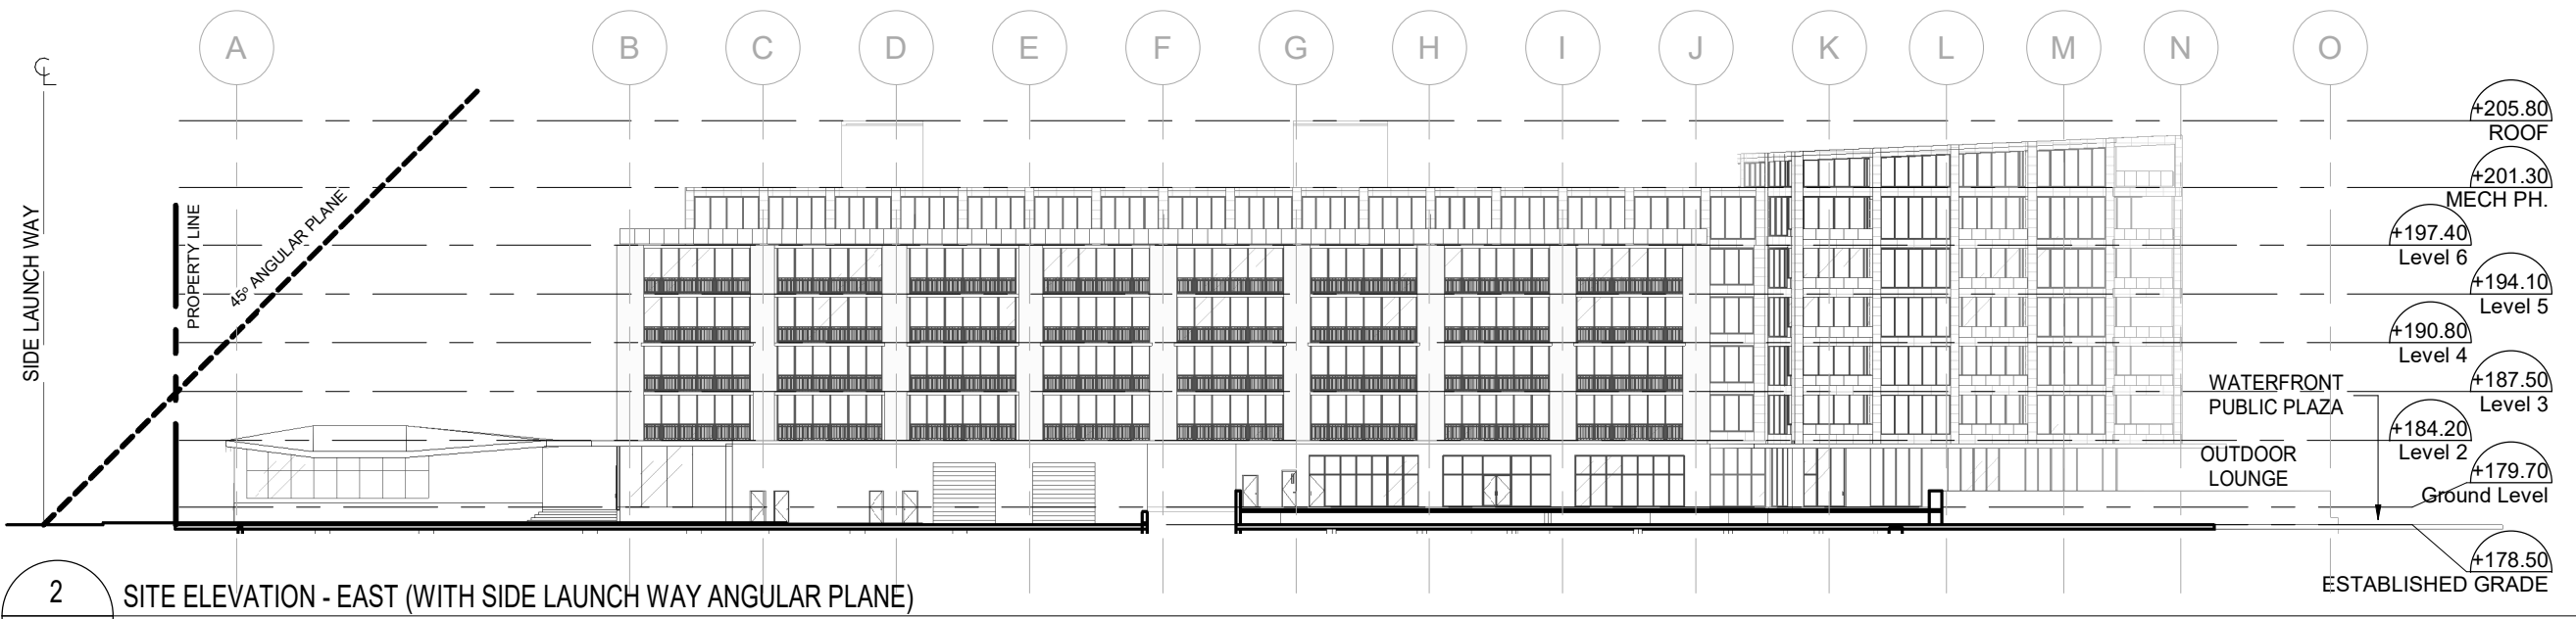 A
B
C
D
E
F
G
H
I
J
K
L
M
N
O
℄
SIDE LAUNCH WAY
PROPERTY LINE
45° ANGULAR PLANE
+205.80
ROOF
+201.30
MECH PH.
+197.40
Level 6
+194.10
Level 5
+190.80
Level 4
+187.50
Level 3
WATERFRONT
PUBLIC PLAZA
+184.20
Level 2
OUTDOOR
LOUNGE
+179.70
Ground Level
+178.50
ESTABLISHED GRADE
2
SITE ELEVATION - EAST (WITH SIDE LAUNCH WAY ANGULAR PLANE)